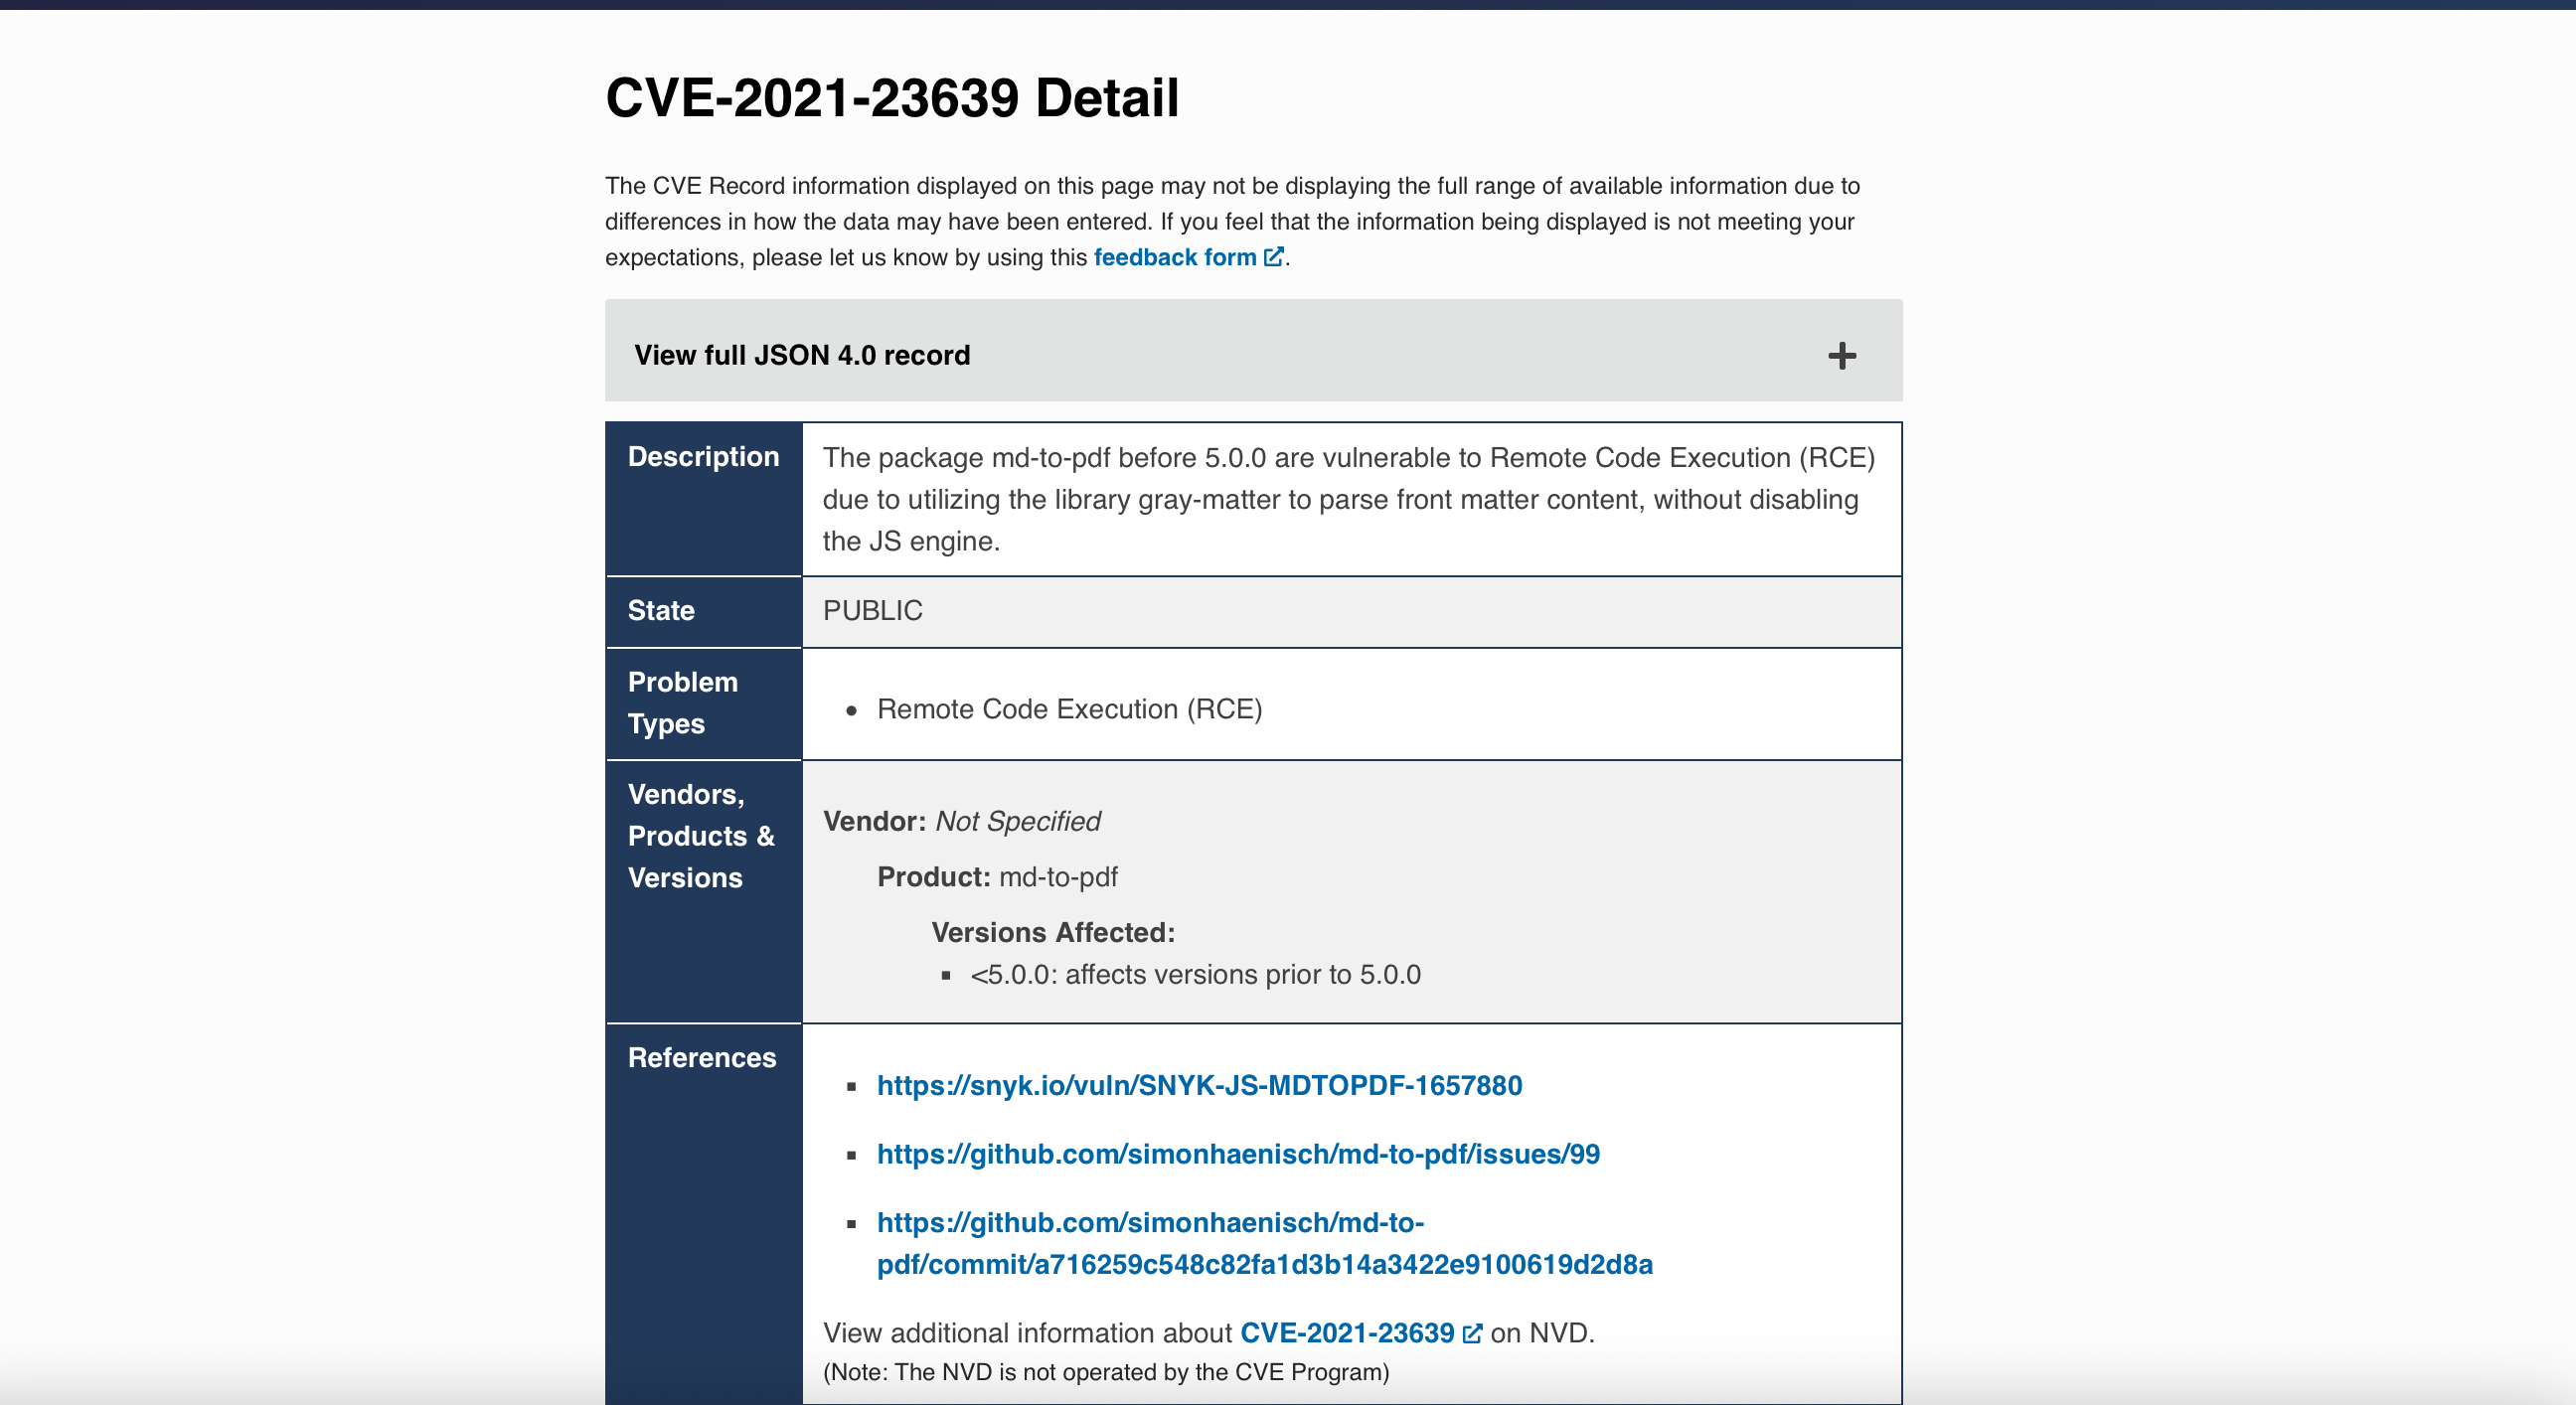 CVE-2021-23639 Detail
The CVE Record information displayed on this page may not be displaying the full range of available information due to
differences in how the data may have been entered. If you feel that the information being displayed is not meeting your
expectations, please let us know by using this feedback form.
View full JSON 4.0 record
Description
The package md-to-pdf before 5.0.0 are vulnerable to Remote Code Execution (RCE)
due to utilizing the library gray-matter to parse front matter content, without disabling
the JS engine.
State
PUBLIC
Problem
Types
• Remote Code Execution (RCE)
Vendors,
Products &
Versions
Vendor: Not Specified
Product: md-to-pdf
Versions Affected:
▪ <5.0.0: affects versions prior to 5.0.0
References
▪ https://snyk.io/vuln/SNYK-JS-MDTOPDF-1657880
▪ https://github.com/simonhaenisch/md-to-pdf/issues/99
▪ https://github.com/simonhaenisch/md-to-
pdf/commit/a716259c548c82fa1d3b14a3422e9100619d2d8a
View additional information about CVE-2021-23639 on NVD.
(Note: The NVD is not operated by the CVE Program)